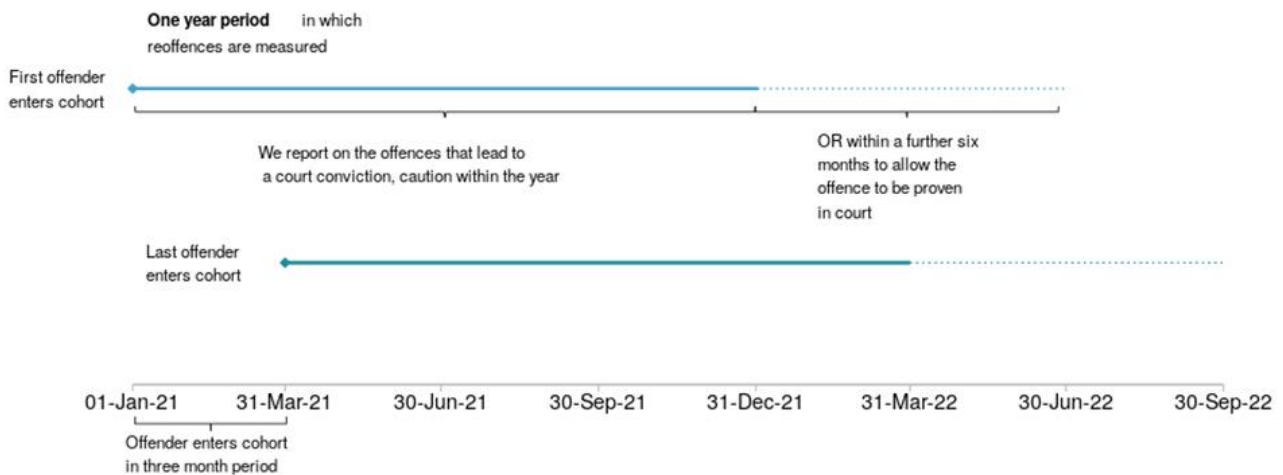 One year period in which
reoffences are measured
First offender
enters cohort
We report on the offences that lead to
a court conviction, caution within the year
OR within a further six
months to allow the
offence to be proven
in court
Last offender
enters cohort
01-Jan-21 31-Mar-21 30-Jun-21 30-Sep-21 31-Dec-21 31-Mar-22 30-Jun-22 30-Sep-22
Offender enters cohort
in three month period